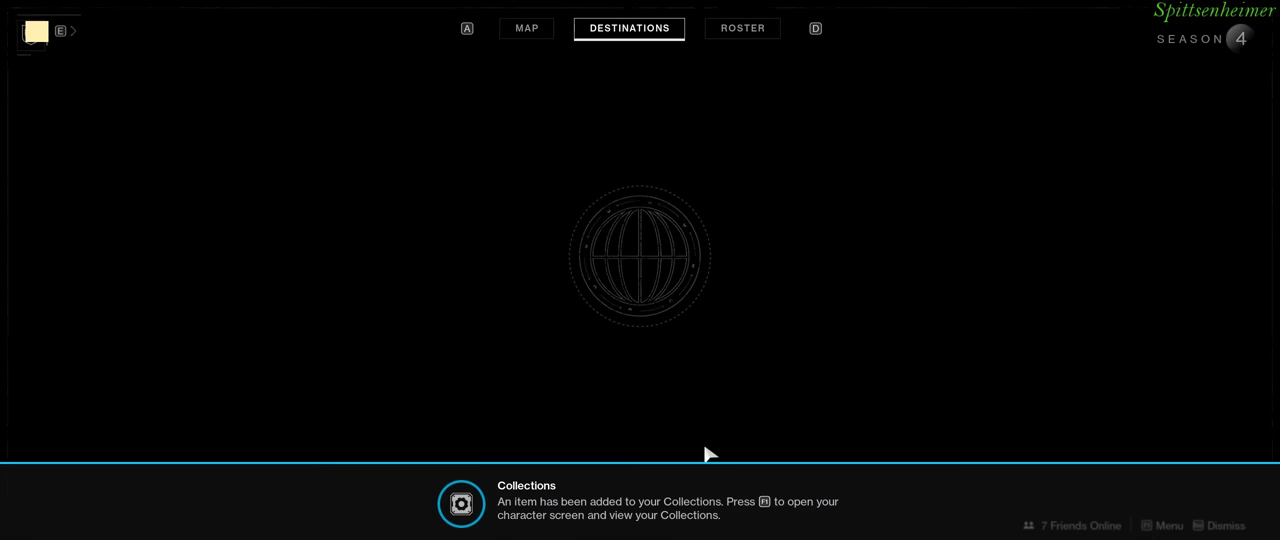 Spittsenheimer
E
A
MAP
DESTINATIONS
ROSTER
D
SEASON 4
Collections
An item has been added to your Collections. Press F1 to open your
character screen and view your Collections.
7 Friends Online
Menu
Dismiss